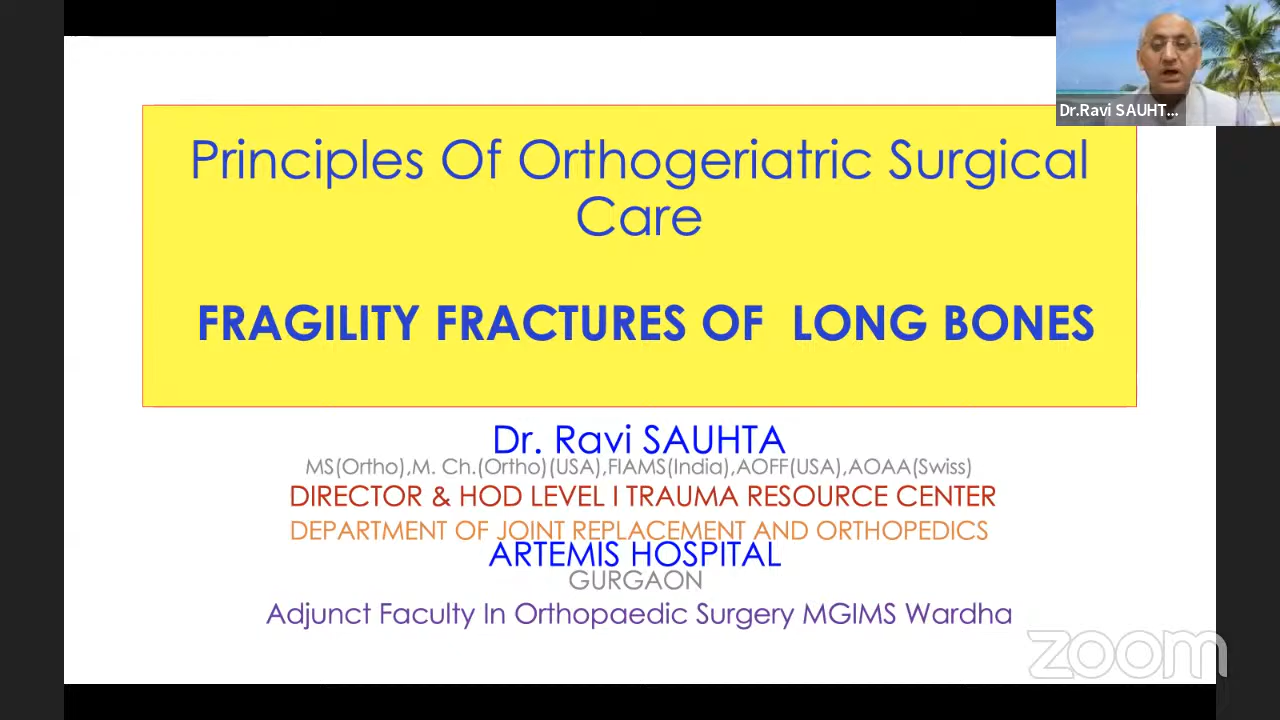 Dr.Ravi SAUHT...
Principles Of Orthogeriatric Surgical
Care
FRAGILITY FRACTURES OF LONG BONES
Dr. Ravi SAUHTA
MS(Ortho),M. Ch.(Ortho)(USA),FIAMS(India),AOFF(USA),AOAA(Swiss)
DIRECTOR & HOD LEVEL I TRAUMA RESOURCE CENTER
DEPARTMENT OF JOINT REPLACEMENT AND ORTHOPEDICS
ARTEMIS HOSPITAL
GURGAON
Adjunct Faculty In Orthopaedic Surgery MGIMS Wardha
zoom